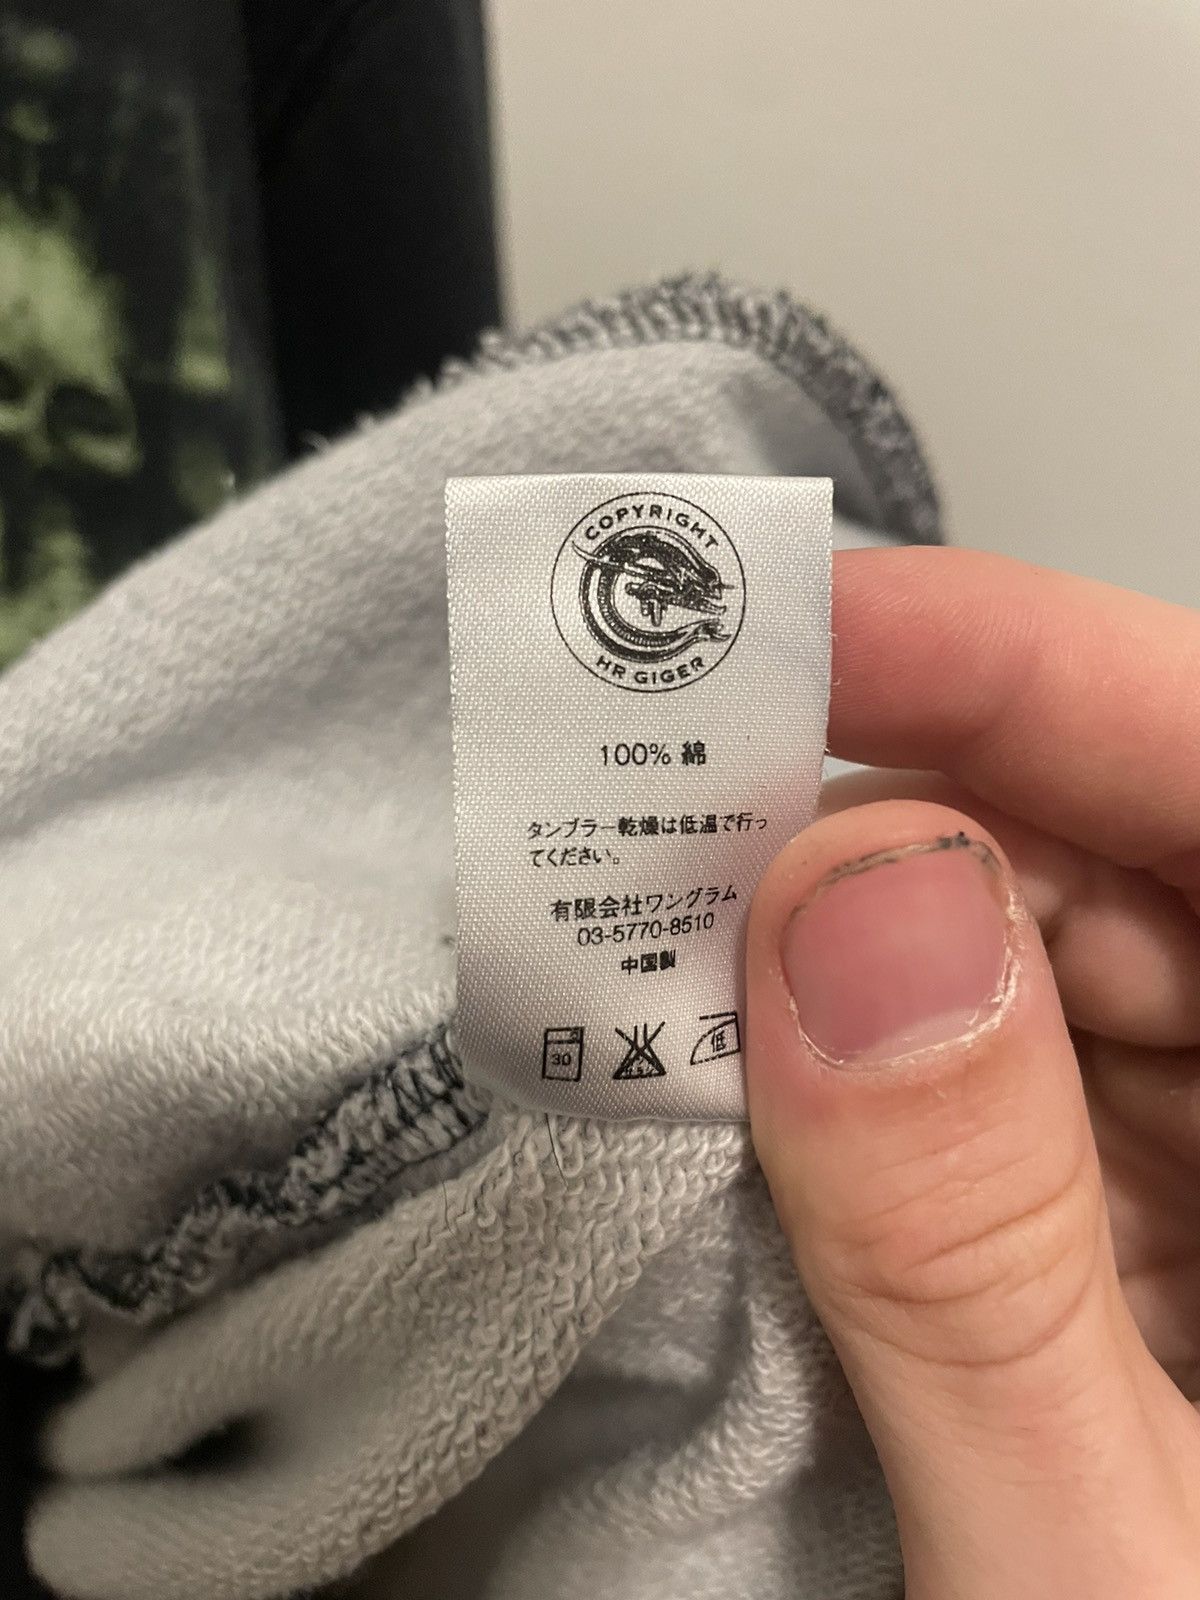 COPYRIGHT
HR GIGER
100% 綿
タンブラー乾燥は低温で行っ
てください。
有限会社ワングラム
03-5770-8510
中国製
30
低